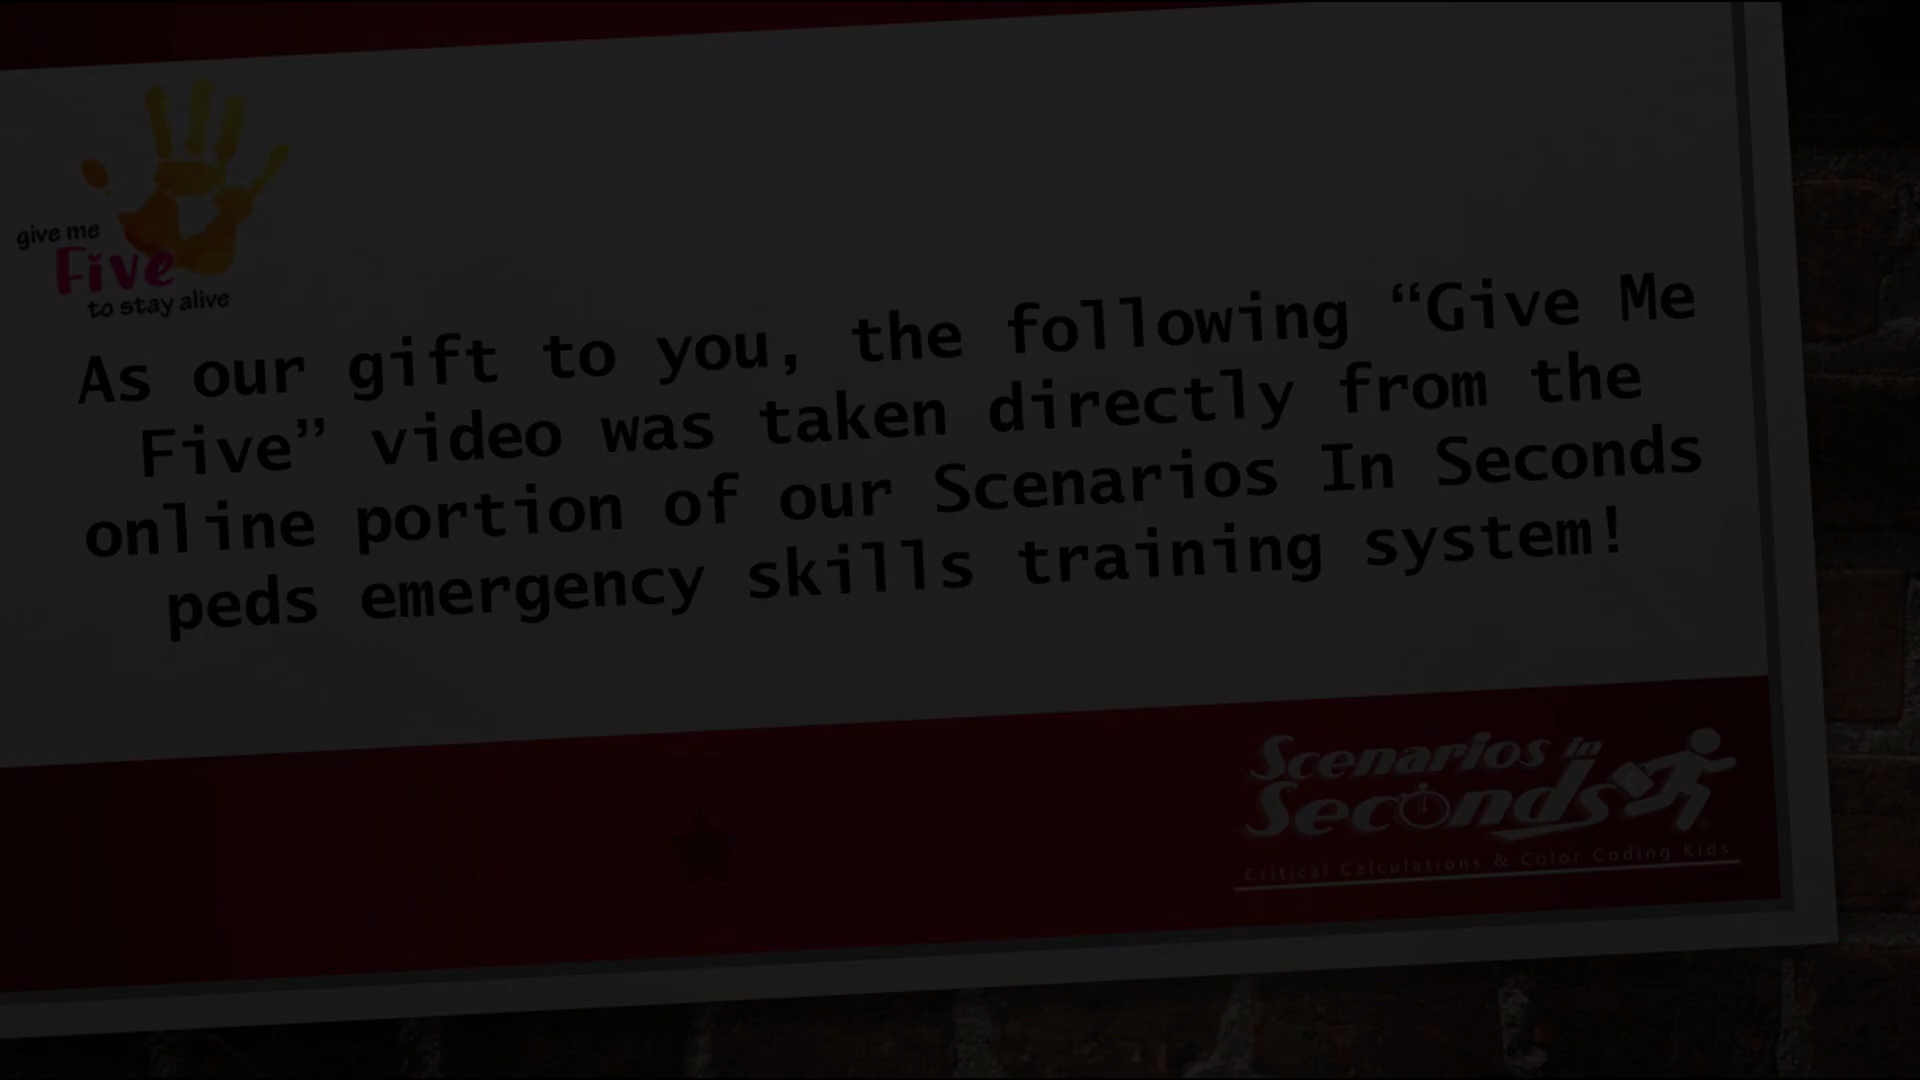 give me
Five
to stay alive
As our gift to you, the following “Give Me
Five” video was taken directly from the
online portion of our Scenarios In Seconds
peds emergency skills training system!
Scenarios in
Seconds
Critical Calculations & Color Coding Kids